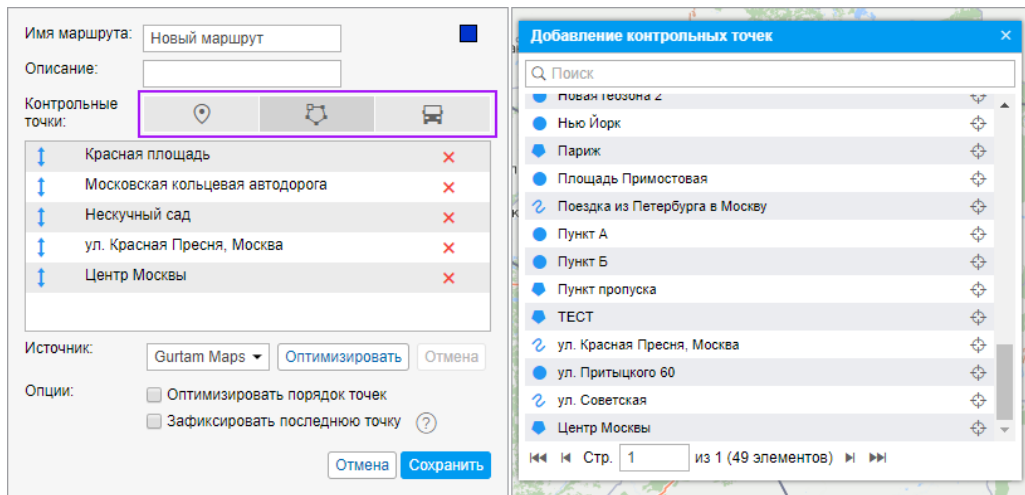 Имя маршрута: Новый маршрут
Описание:
Контрольные
точки:
Красная площадь
Московская кольцевая автодорога
Нескучный сад
ул. Красная Пресня, Москва
Центр Москвы
Источник: Gurtam Maps Оптимизировать Отмена
Опции: Оптимизировать порядок точек
Зафиксировать последнюю точку ?
Отмена Сохранить
Добавление контрольных точек
Поиск
Новая геозона 2
Нью Йорк
Париж
Площадь Примостовая
Поездка из Петербурга в Москву
Пункт А
Пункт Б
Пункт пропуска
ТЕСТ
ул. Красная Пресня, Москва
ул. Притыцкого 60
ул. Советская
Центр Москвы
Стр. 1 из 1 (49 элементов)